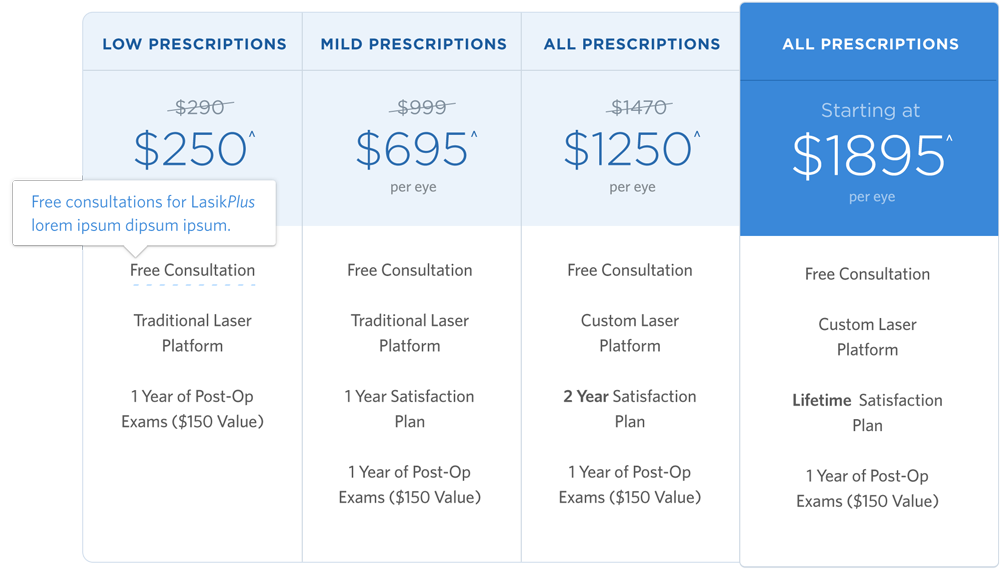 LOW PRESCRIPTIONS
$290
$250^
Free consultations for LasikPlus
lorem ipsum dipsum ipsum.
Free Consultation
Traditional Laser
Platform
1 Year of Post-Op
Exams ($150 Value)
MILD PRESCRIPTIONS
$999
$695^
per eye
Free Consultation
Traditional Laser
Platform
1 Year Satisfaction
Plan
1 Year of Post-Op
Exams ($150 Value)
ALL PRESCRIPTIONS
$1470
$1250^
per eye
Free Consultation
Custom Laser
Platform
2 Year Satisfaction
Plan
1 Year of Post-Op
Exams ($150 Value)
ALL PRESCRIPTIONS
Starting at
$1895^
per eye
Free Consultation
Custom Laser
Platform
Lifetime Satisfaction
Plan
1 Year of Post-Op
Exams ($150 Value)